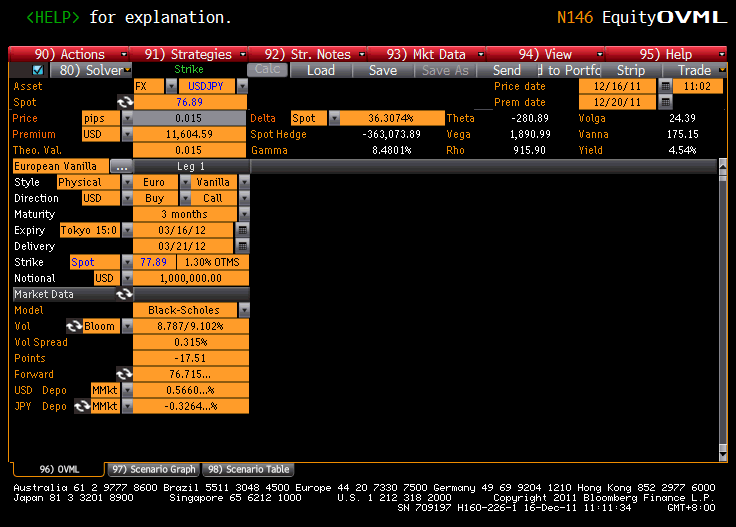 <HELP> for explanation. N146 EquityOVML
90) Actions 91) Strategies 92) Str. Notes 93) Mkt Data 94) View 95) Help
80) Solver Strike Calc Load Save Save As Send d to Portfo Strip Trade
Asset FX USDJPY Price date 12/16/11 11:02
Spot 76.89 Prem date 12/20/11
Price pips 0.015 Delta Spot 36.3074% Theta -280.89 Volga 24.39
Premium USD 11,604.59 Spot Hedge -363,073.89 Vega 1,890.99 Vanna 175.15
Theo. Val. 0.015 Gamma 8.4801% Rho 915.90 Yield 4.54%
European Vanilla ... Leg 1
Style Physical Euro Vanilla
Direction USD Buy Call
Maturity 3 months
Expiry Tokyo 15:0 03/16/12
Delivery 03/21/12
Strike Spot 77.89 1.30% OTMS
Notional USD 1,000,000.00
Market Data
Model Black-Scholes
Vol Bloom 8.787/9.102%
Vol Spread 0.315%
Points -17.51
Forward 76.715...
USD Depo MMkt 0.5660...%
JPY Depo MMkt -0.3264...%
96) OVML 97) Scenario Graph 98) Scenario Table
Australia 61 2 9777 8600 Brazil 5511 3048 4500 Europe 44 20 7330 7500 Germany 49 69 9204 1210 Hong Kong 852 2977 6000
Japan 81 3 3201 8900 Singapore 65 6212 1000 U.S. 1 212 318 2000 Copyright 2011 Bloomberg Finance L.P.
SN 709197 H160-226-1 16-Dec-11 11:11:34 GMT+8:00